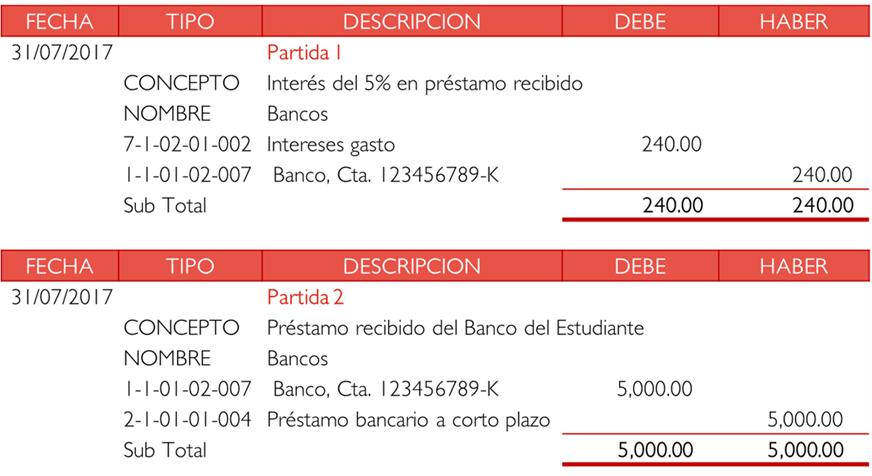 FECHA TIPO DESCRIPCION DEBE HABER
31/07/2017 Partida 1
CONCEPTO Interés del 5% en préstamo recibido
NOMBRE Bancos
7-1-02-01-002 Intereses gasto 240.00
1-1-01-02-007 Banco, Cta. 123456789-K 240.00
Sub Total 240.00 240.00
FECHA TIPO DESCRIPCION DEBE HABER
31/07/2017 Partida 2
CONCEPTO Préstamo recibido del Banco del Estudiante
NOMBRE Bancos
1-1-01-02-007 Banco, Cta. 123456789-K 5,000.00
2-1-01-01-004 Préstamo bancario a corto plazo 5,000.00
Sub Total 5,000.00 5,000.00